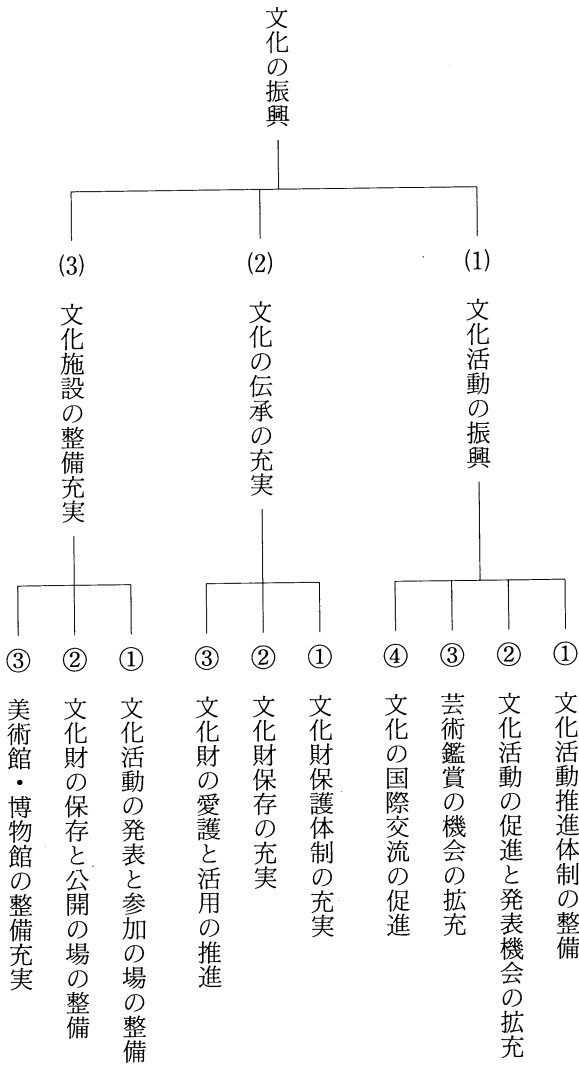 文化の振興
(1) 文化活動の振興
① 文化活動推進体制の整備
② 文化活動の促進と発表機会の拡充
③ 芸術鑑賞の機会の拡充
④ 文化の国際交流の促進
(2) 文化の伝承の充実
① 文化財保護体制の充実
② 文化財保存の充実
③ 文化財の愛護と活用の推進
(3) 文化施設の整備充実
① 文化活動の発表と参加の場の整備
② 文化財の保存と公開の場の整備
③ 美術館・博物館の整備充実